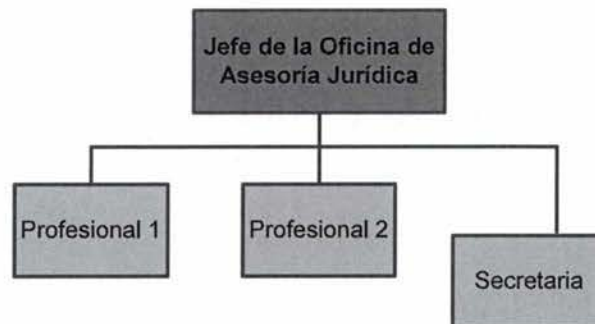 Jefe de la Oficina de
Asesoría Jurídica
Profesional 1
Profesional 2
Secretaria